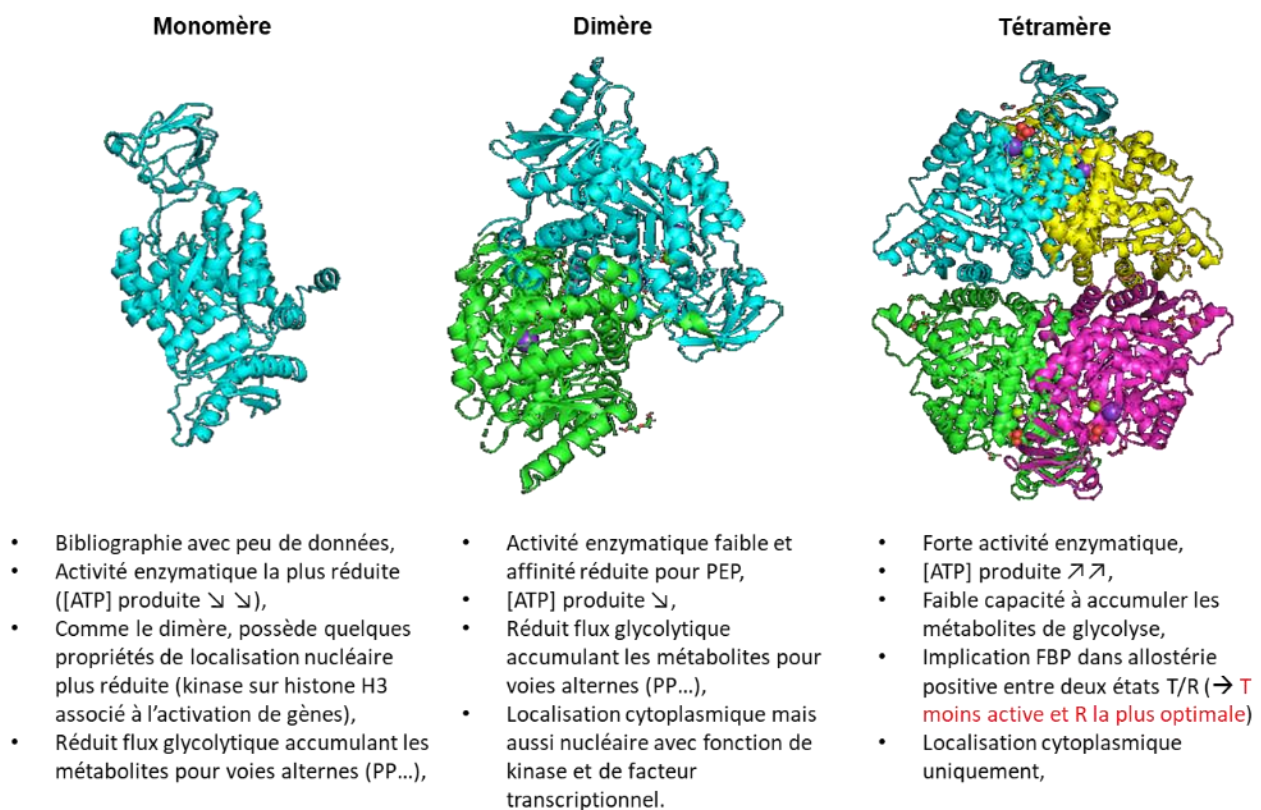 Monomère
Dimère
Tétramère
• Bibliographie avec peu de données,
• Activité enzymatique la plus réduite
([ATP] produite ↘ ↘),
• Comme le dimère, possède quelques
propriétés de localisation nucléaire
plus réduite (kinase sur histone H3
associé à l’activation de gènes),
• Réduit flux glycolytique accumulant les
métabolites pour voies alternes (PP…),
• Activité enzymatique faible et
affinité réduite pour PEP,
• [ATP] produite ↘,
• Réduit flux glycolytique
accumulant les métabolites pour
voies alternes (PP…),
• Localisation cytoplasmique mais
aussi nucléaire avec fonction de
kinase et de facteur
transcriptionnel.
• Forte activité enzymatique,
• [ATP] produite ↗↗,
• Faible capacité à accumuler les
métabolites de glycolyse,
• Implication FBP dans allostérie
positive entre deux états T/R (→ T
moins active et R la plus optimale)
• Localisation cytoplasmique
uniquement,